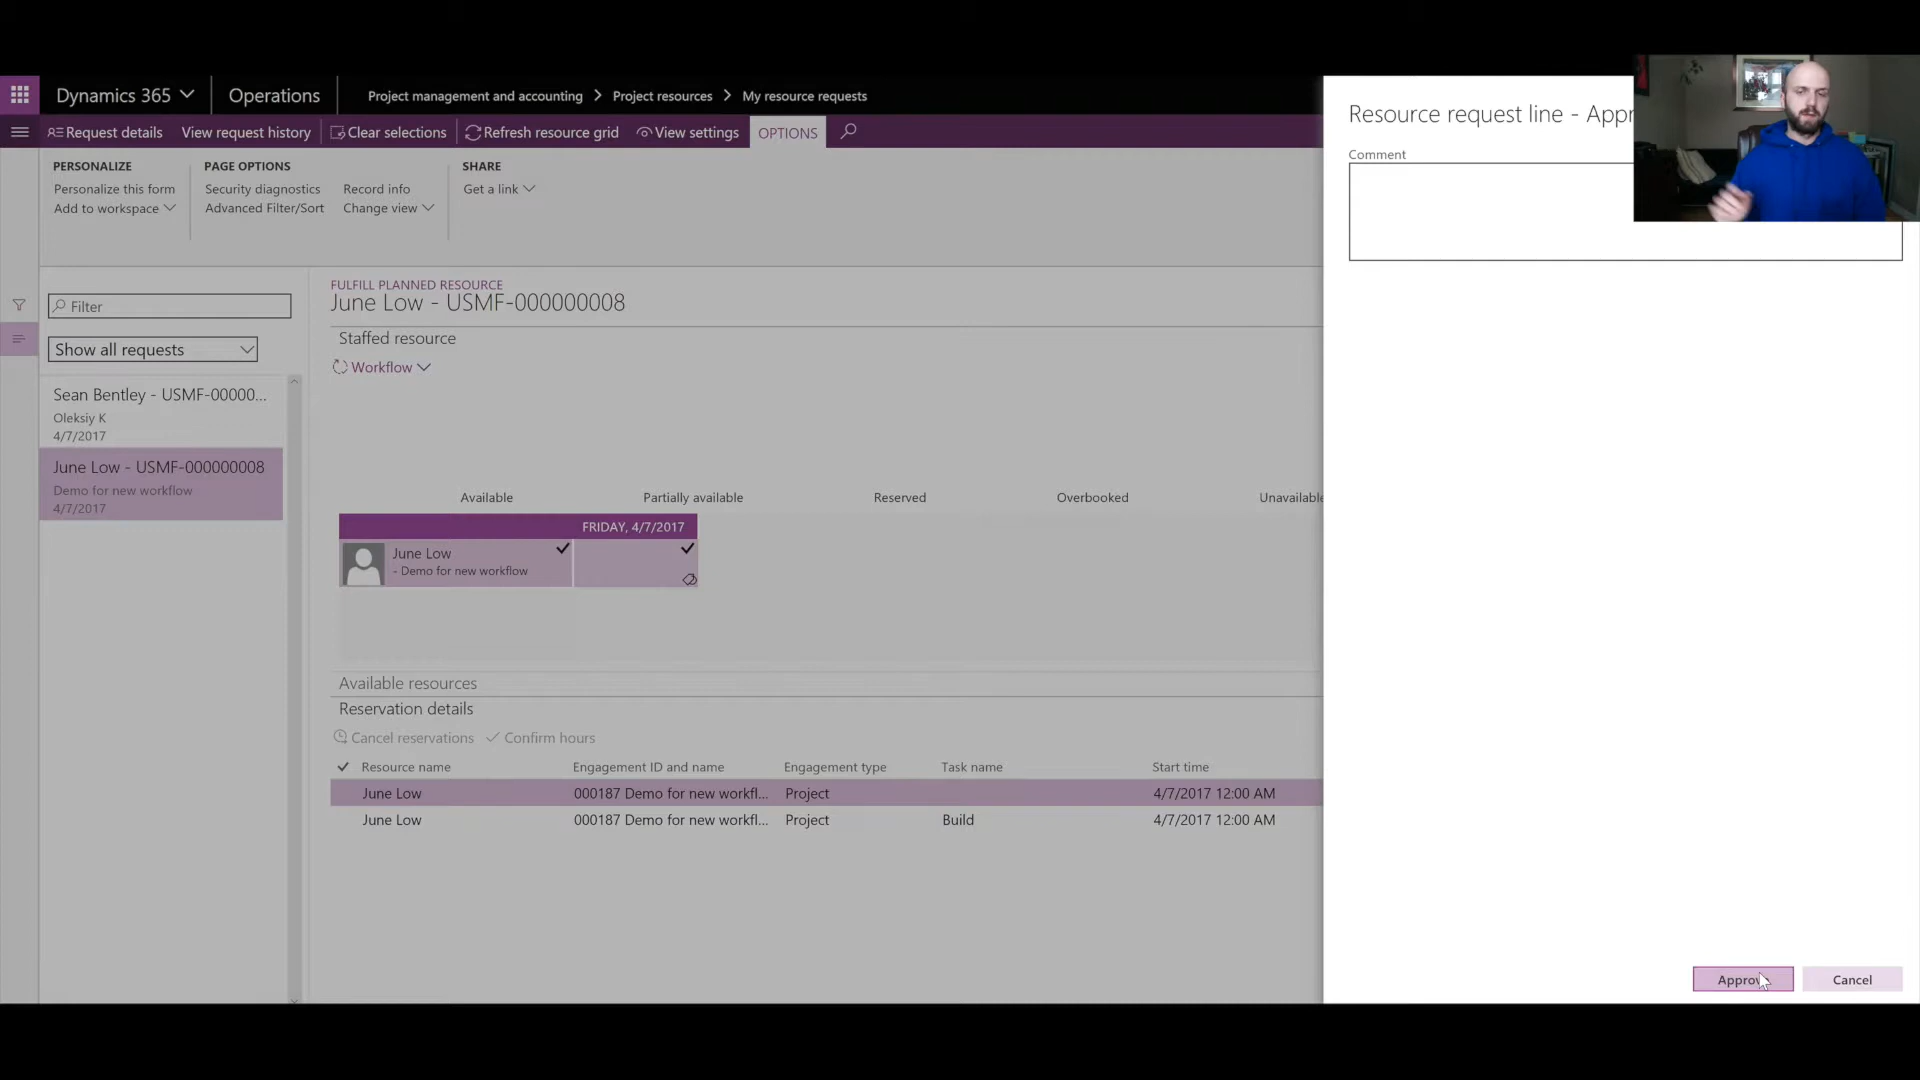 Dynamics 365
Operations
Project management and accounting > Project resources > My resource requests
Request details
View request history
Clear selections
Refresh resource grid
View settings
OPTIONS
PERSONALIZE
Personalize this form
Add to workspace
PAGE OPTIONS
Security diagnostics
Advanced Filter/Sort
Record info
Change view
SHARE
Get a link
Filter
Show all requests
Sean Bentley - USMF-00000...
Oleksiy K
4/7/2017
June Low - USMF-000000008
Demo for new workflow
4/7/2017
FULFILL PLANNED RESOURCE
June Low - USMF-000000008
Staffed resource
Workflow
Available Partially available Reserved Overbooked Unavailable
FRIDAY, 4/7/2017
June Low
- Demo for new workflow
Available resources
Reservation details
Cancel reservations Confirm hours
Resource name Engagement ID and name Engagement type Task name Start time
June Low 000187 Demo for new workfl... Project 4/7/2017 12:00 AM
June Low 000187 Demo for new workfl... Project Build 4/7/2017 12:00 AM
Resource request line - Appr
Comment
Approv
Cancel